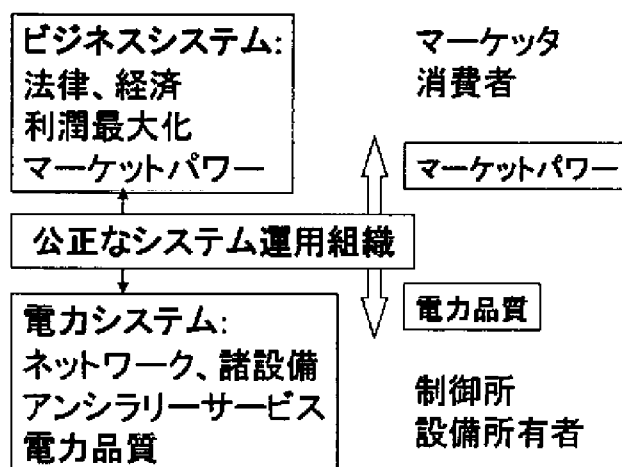 ビジネスシステム:
法律、経済
利潤最大化
マーケットパワー
マーケッタ
消費者
マーケットパワー
公正なシステム運用組織
電力品質
電力システム:
ネットワーク、諸設備
アンシラリーサービス
電力品質
制御所
設備所有者